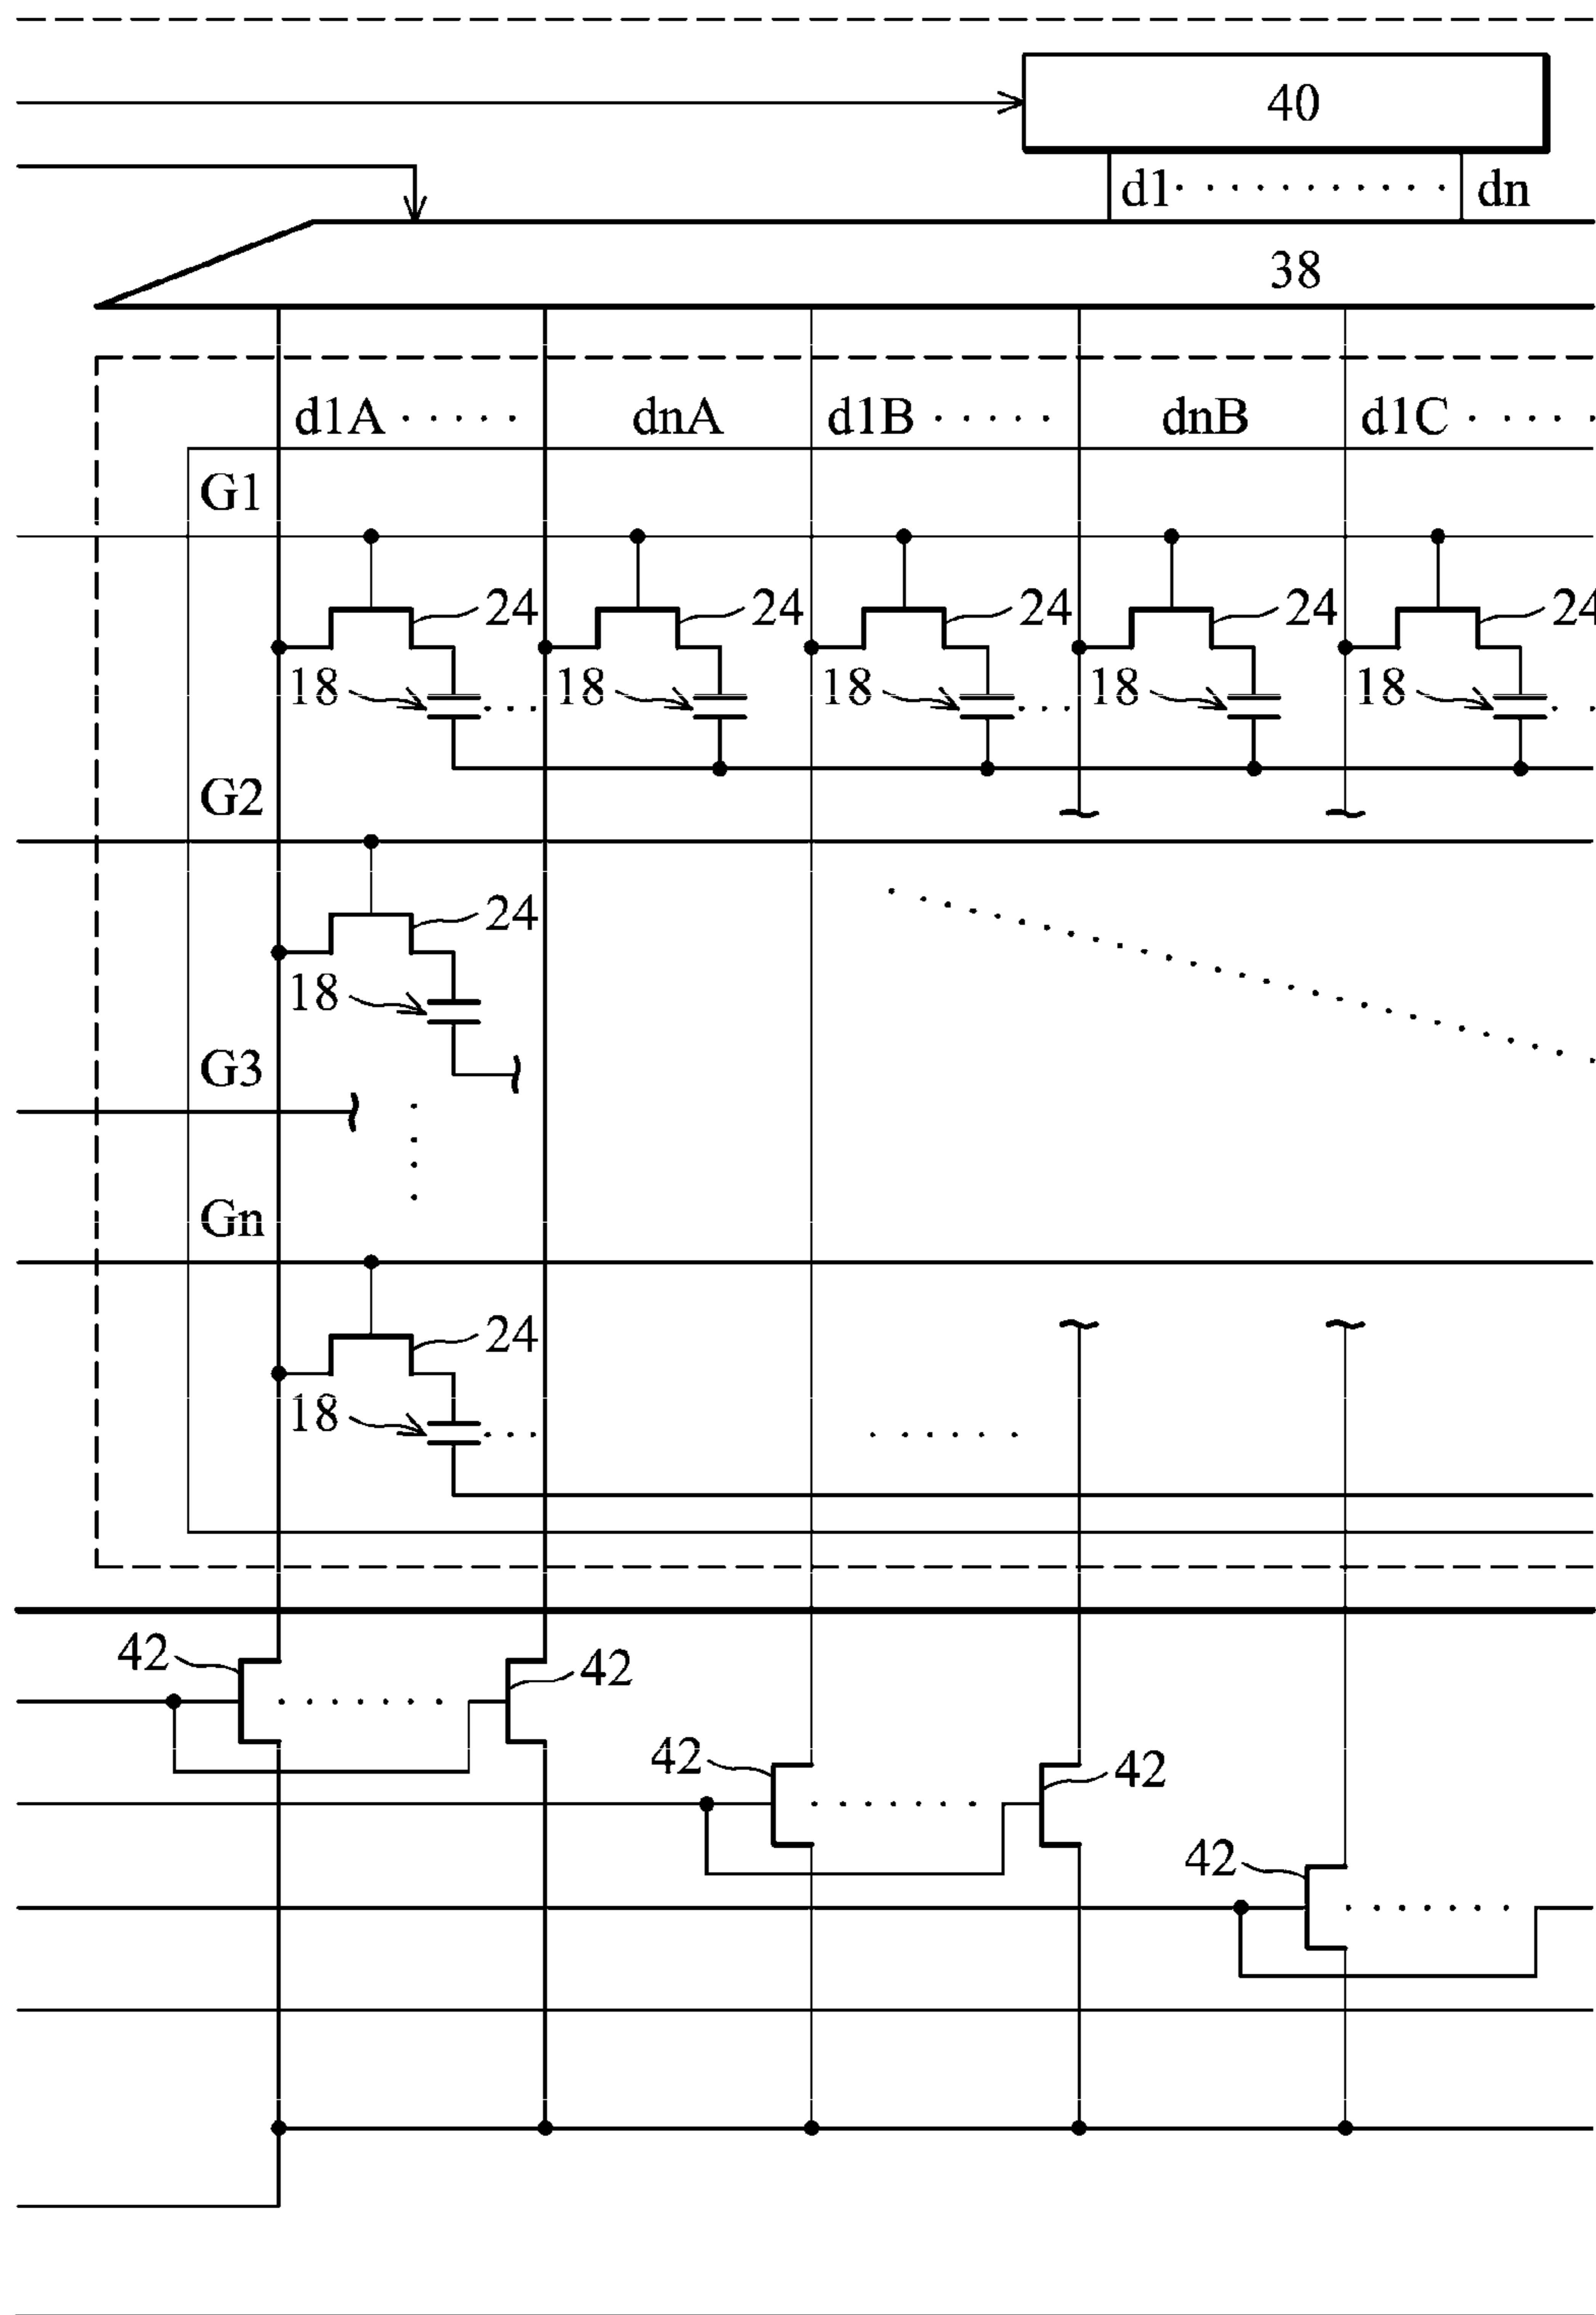 40
d1 · · · · · · · · · · · dn
38
d1A · · · · · dnA d1B · · · · · dnB d1C · · · · ·
G1
24 24 24 24 24
18 · · · 18 18 · · · 18 18 · ·
G2
24
18
G3
Gn
24
18 · · · · · · · · ·
42 42
42 42
42